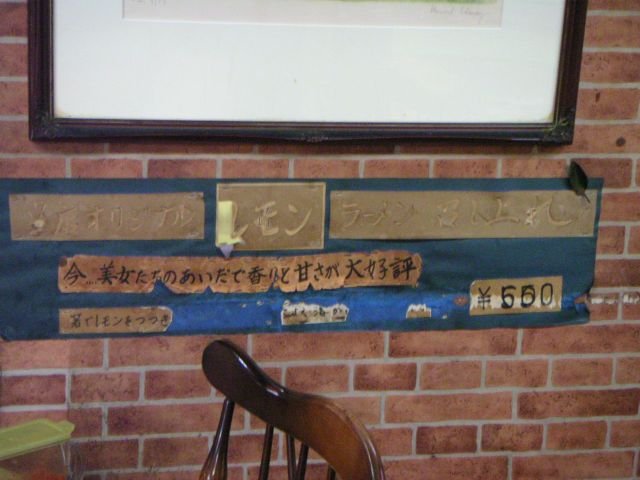 当店オリジナル レモン ラーメン 召し上れ
今…美女たちのあいだで香りと甘さが大好評
箸でレモンをつつき
¥550